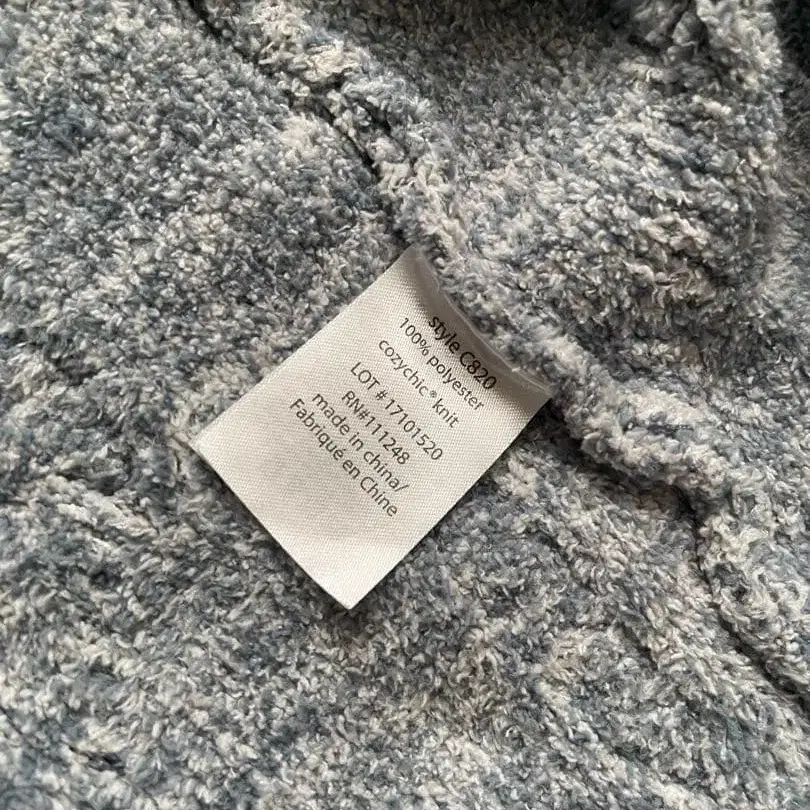 style C820
100% polyester
cozychic® knit
LOT # 17101520
RN#111248
made in china/
Fabriqué en Chine